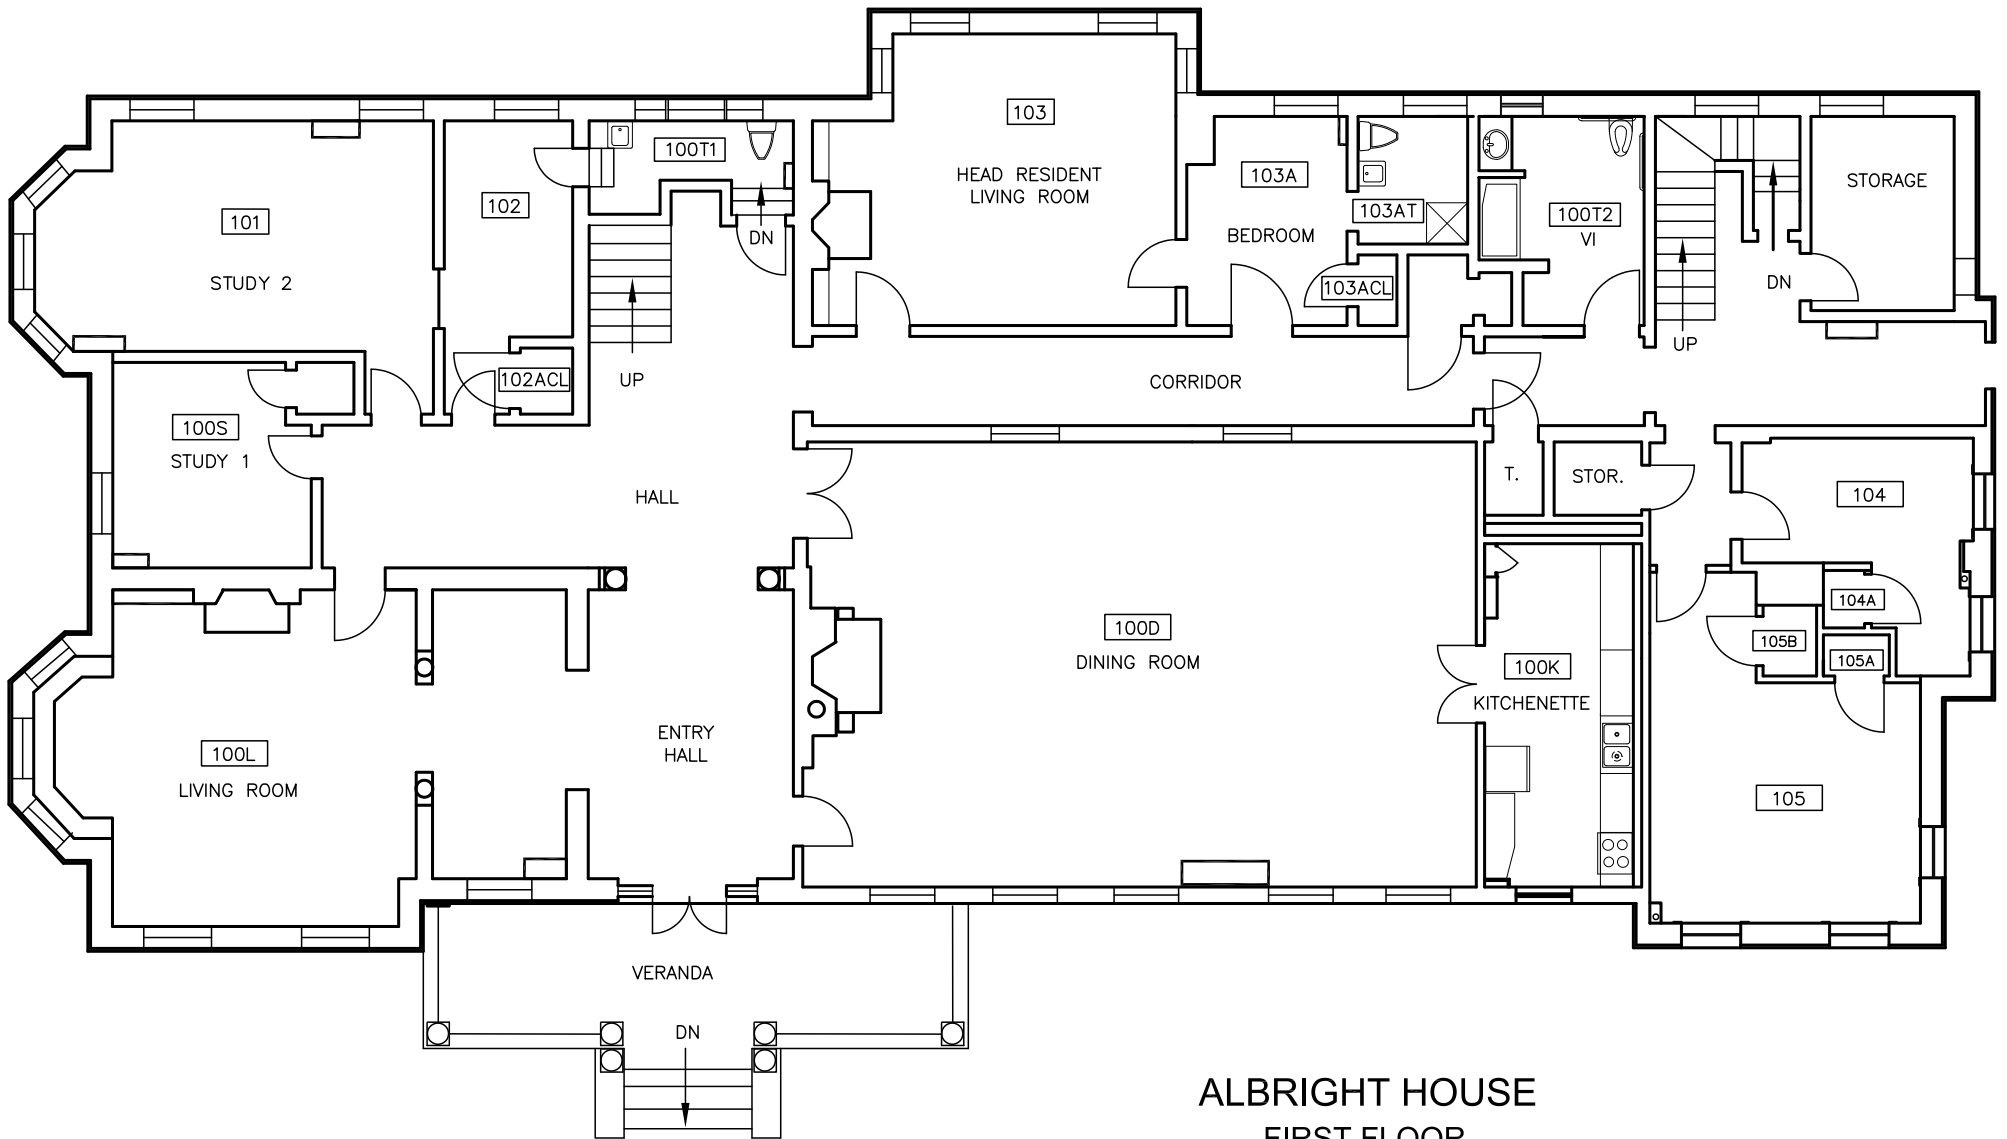 103
100T1
103A
STORAGE
HEAD RESIDENT
LIVING ROOM
102
101
103AT
100T2
VI
BEDROOM
DN
STUDY 2
103ACL
DN
UP
102ACL
UP
CORRIDOR
100S
STUDY 1
HALL
T.
STOR.
104
104A
100D
DINING ROOM
105B
105A
100K
KITCHENETTE
ENTRY
HALL
100L
LIVING ROOM
105
VERANDA
DN
ALBRIGHT HOUSE
FIRST FLOOR